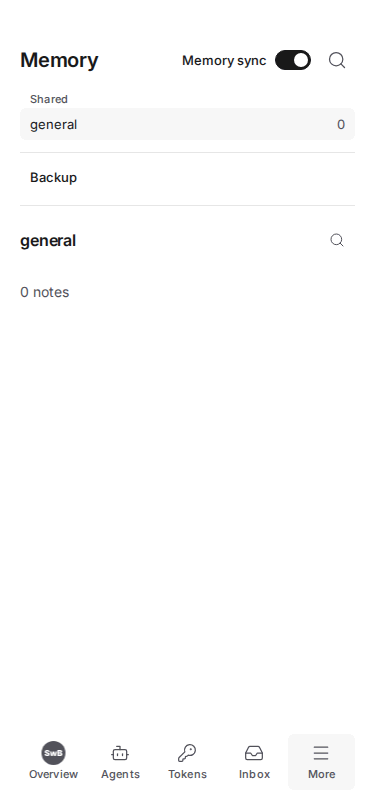 Memory
Memory sync
Shared
general 0
Backup
general
0 notes
SwB
Overview
Agents
Tokens
Inbox
More